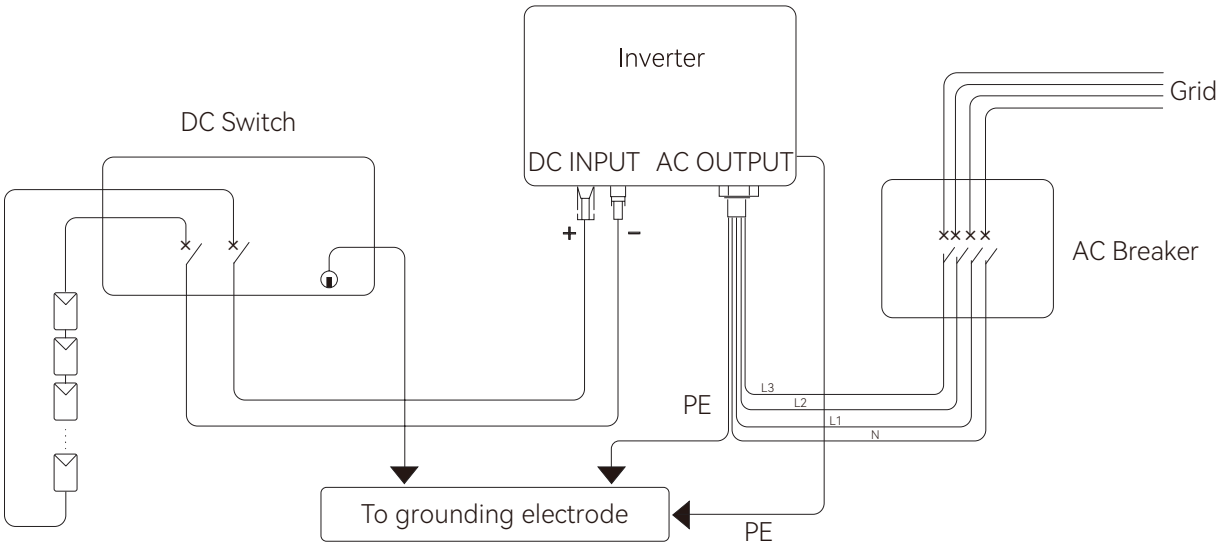 Inverter
Grid
DC Switch
DC INPUT
AC OUTPUT
+
−
AC Breaker
L3
PE
L2
L1
N
To grounding electrode
PE